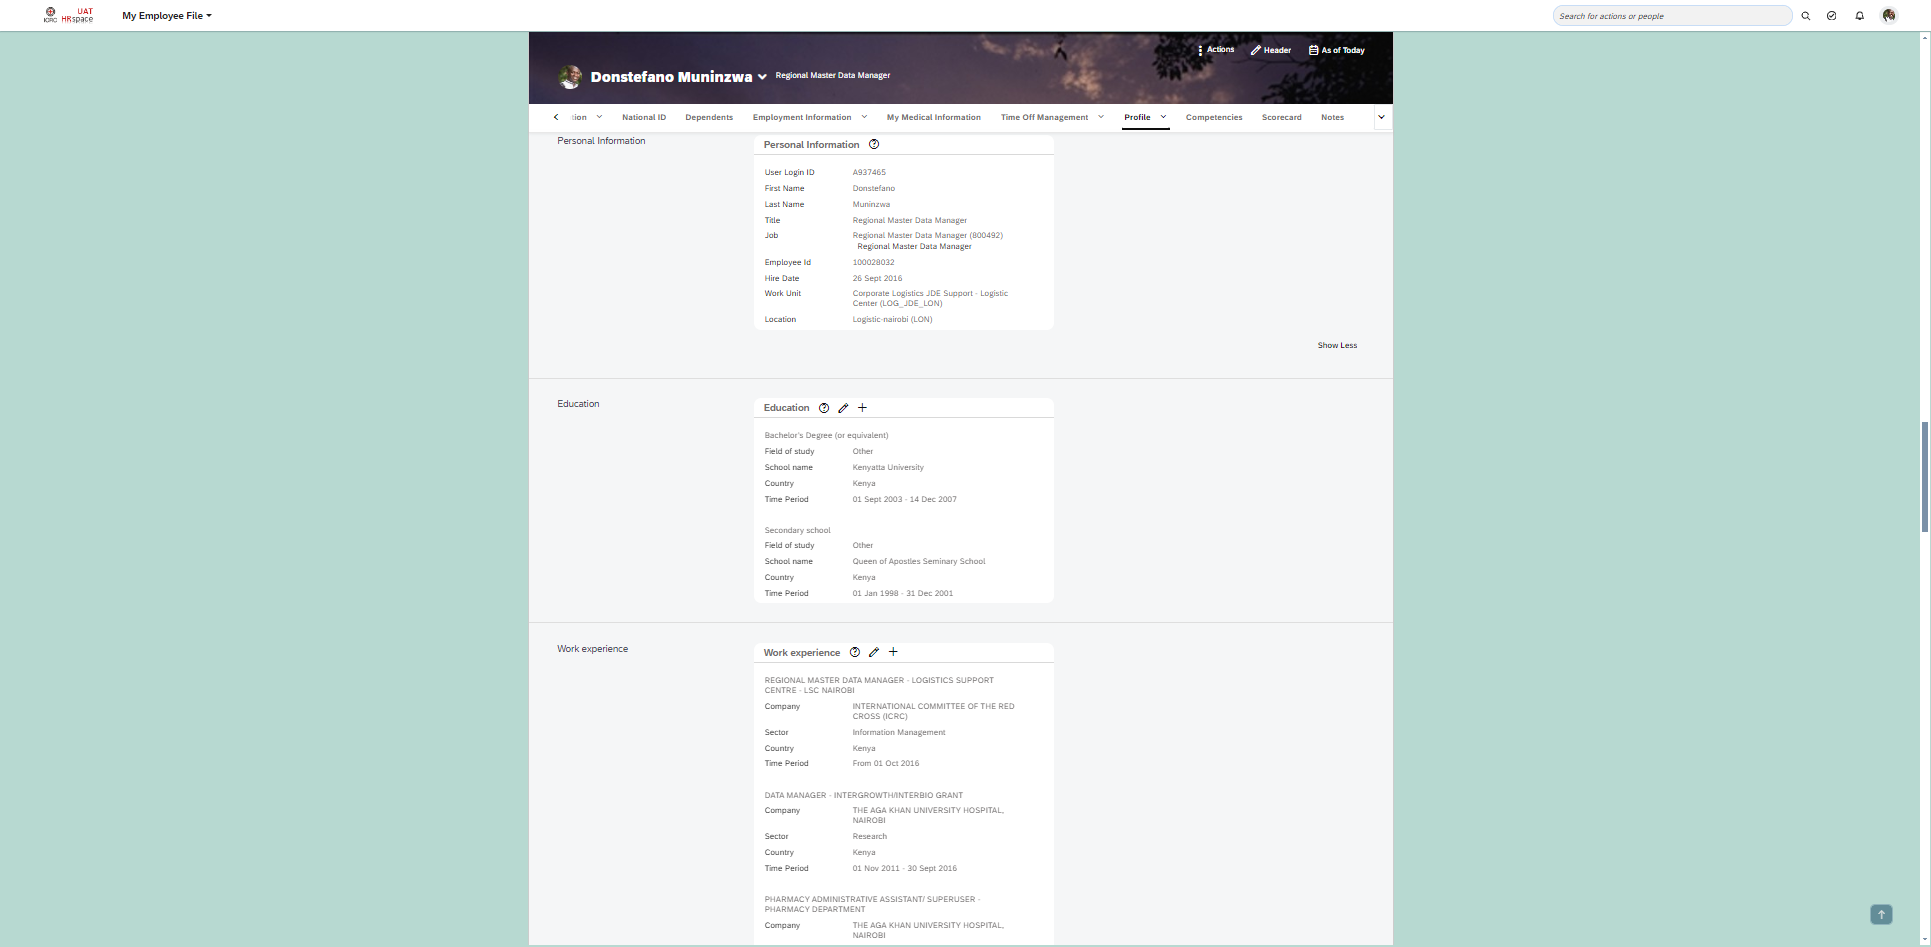 ICRC
UAT
HRspace
My Employee File
Search for actions or people
Actions
Header
As of Today
Donstefano Muninzwa
Regional Master Data Manager
tion
National ID
Dependents
Employment Information
My Medical Information
Time Off Management
Profile
Competencies
Scorecard
Notes
Personal Information
Personal Information
User Login ID A937465
First Name Donstefano
Last Name Muninzwa
Title Regional Master Data Manager
Job Regional Master Data Manager (800492)
Regional Master Data Manager
Employee Id 100028032
Hire Date 26 Sept 2016
Work Unit Corporate Logistics JDE Support - Logistic
Center (LOG_JDE_LON)
Location Logistic-nairobi (LON)
Show Less
Education
Education
Bachelor's Degree (or equivalent)
Field of study Other
School name Kenyatta University
Country Kenya
Time Period 01 Sept 2003 - 14 Dec 2007
Secondary school
Field of study Other
School name Queen of Apostles Seminary School
Country Kenya
Time Period 01 Jan 1998 - 31 Dec 2001
Work experience
Work experience
REGIONAL MASTER DATA MANAGER - LOGISTICS SUPPORT
CENTRE - LSC NAIROBI
Company INTERNATIONAL COMMITTEE OF THE RED
CROSS (ICRC)
Sector Information Management
Country Kenya
Time Period From 01 Oct 2016
DATA MANAGER - INTERGROWTH/INTERBIO GRANT
Company THE AGA KHAN UNIVERSITY HOSPITAL,
NAIROBI
Sector Research
Country Kenya
Time Period 01 Nov 2011 - 30 Sept 2016
PHARMACY ADMINISTRATIVE ASSISTANT/ SUPERUSER -
PHARMACY DEPARTMENT
Company THE AGA KHAN UNIVERSITY HOSPITAL,
NAIROBI